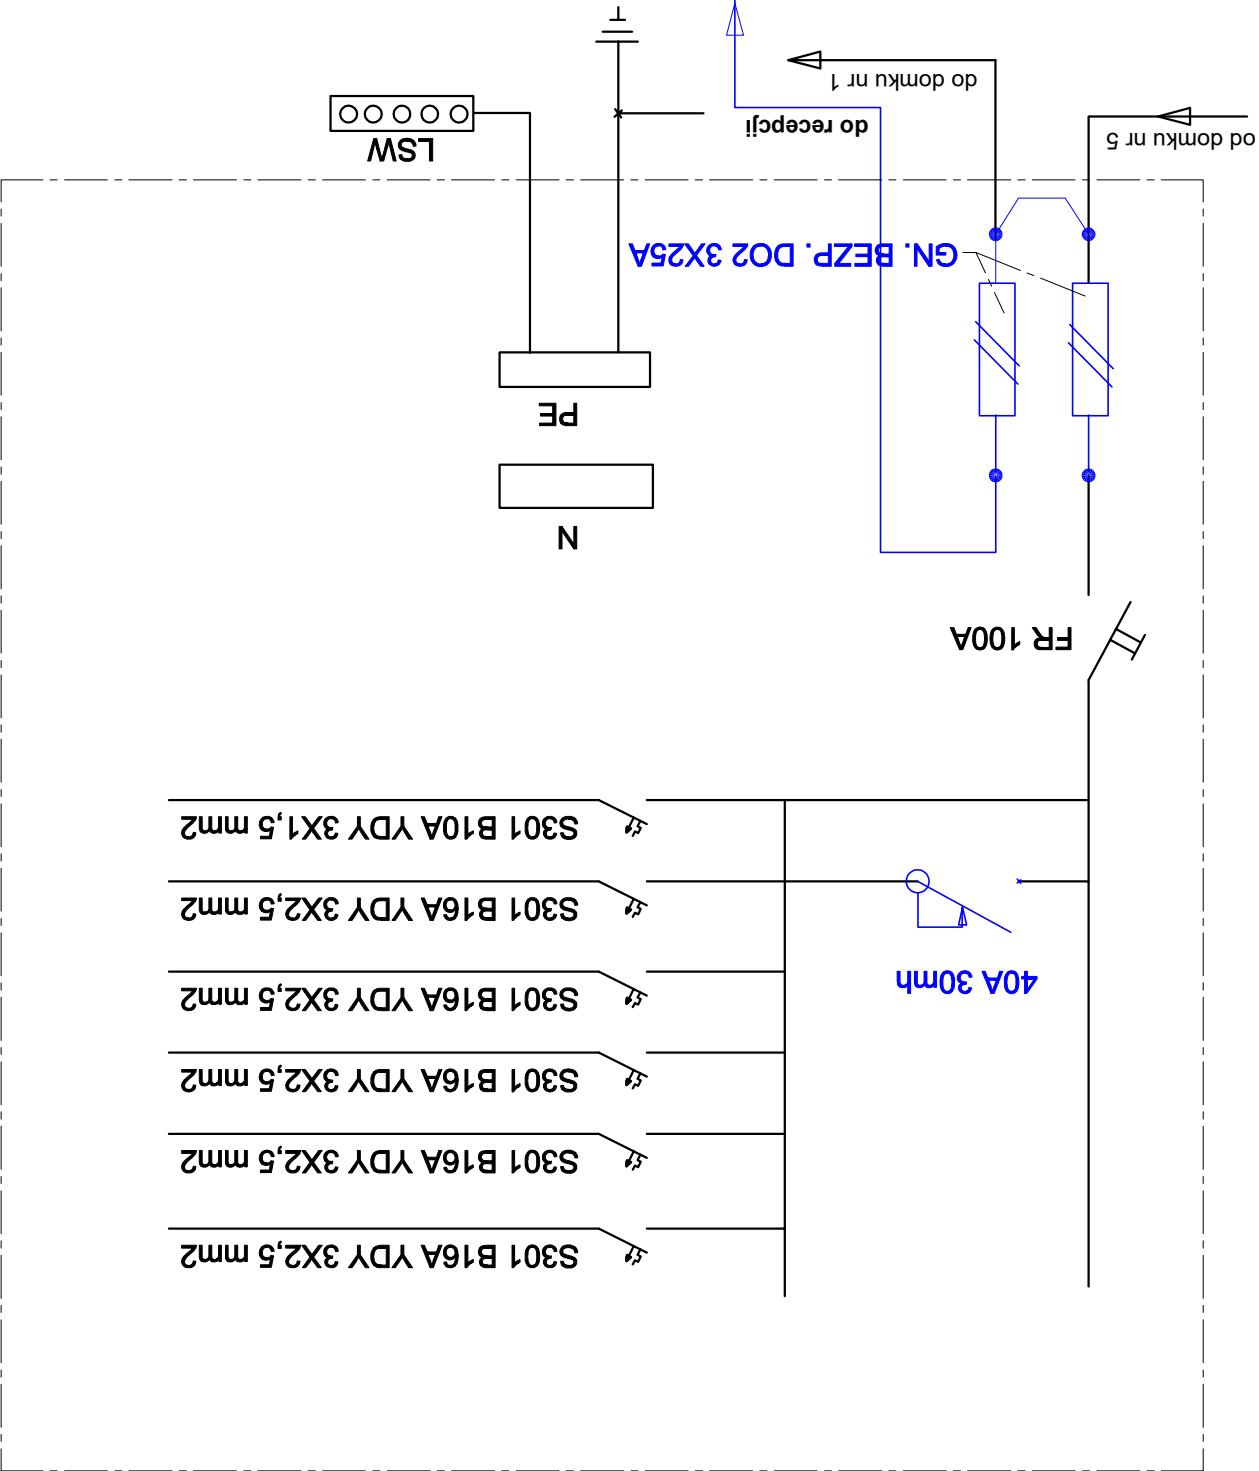 S301 B16A YDY 3X2,5 mm2
S301 B16A YDY 3X2,5 mm2
S301 B16A YDY 3X2,5 mm2
S301 B16A YDY 3X2,5 mm2
40A 30mh
S301 B16A YDY 3X2,5 mm2
S301 B10A YDY 3X1,5 mm2
FR 100A
N
PE
GN. BEZP. DO2 3X25A
LSW
od domku nr 5
do recepcji
do domku nr 1